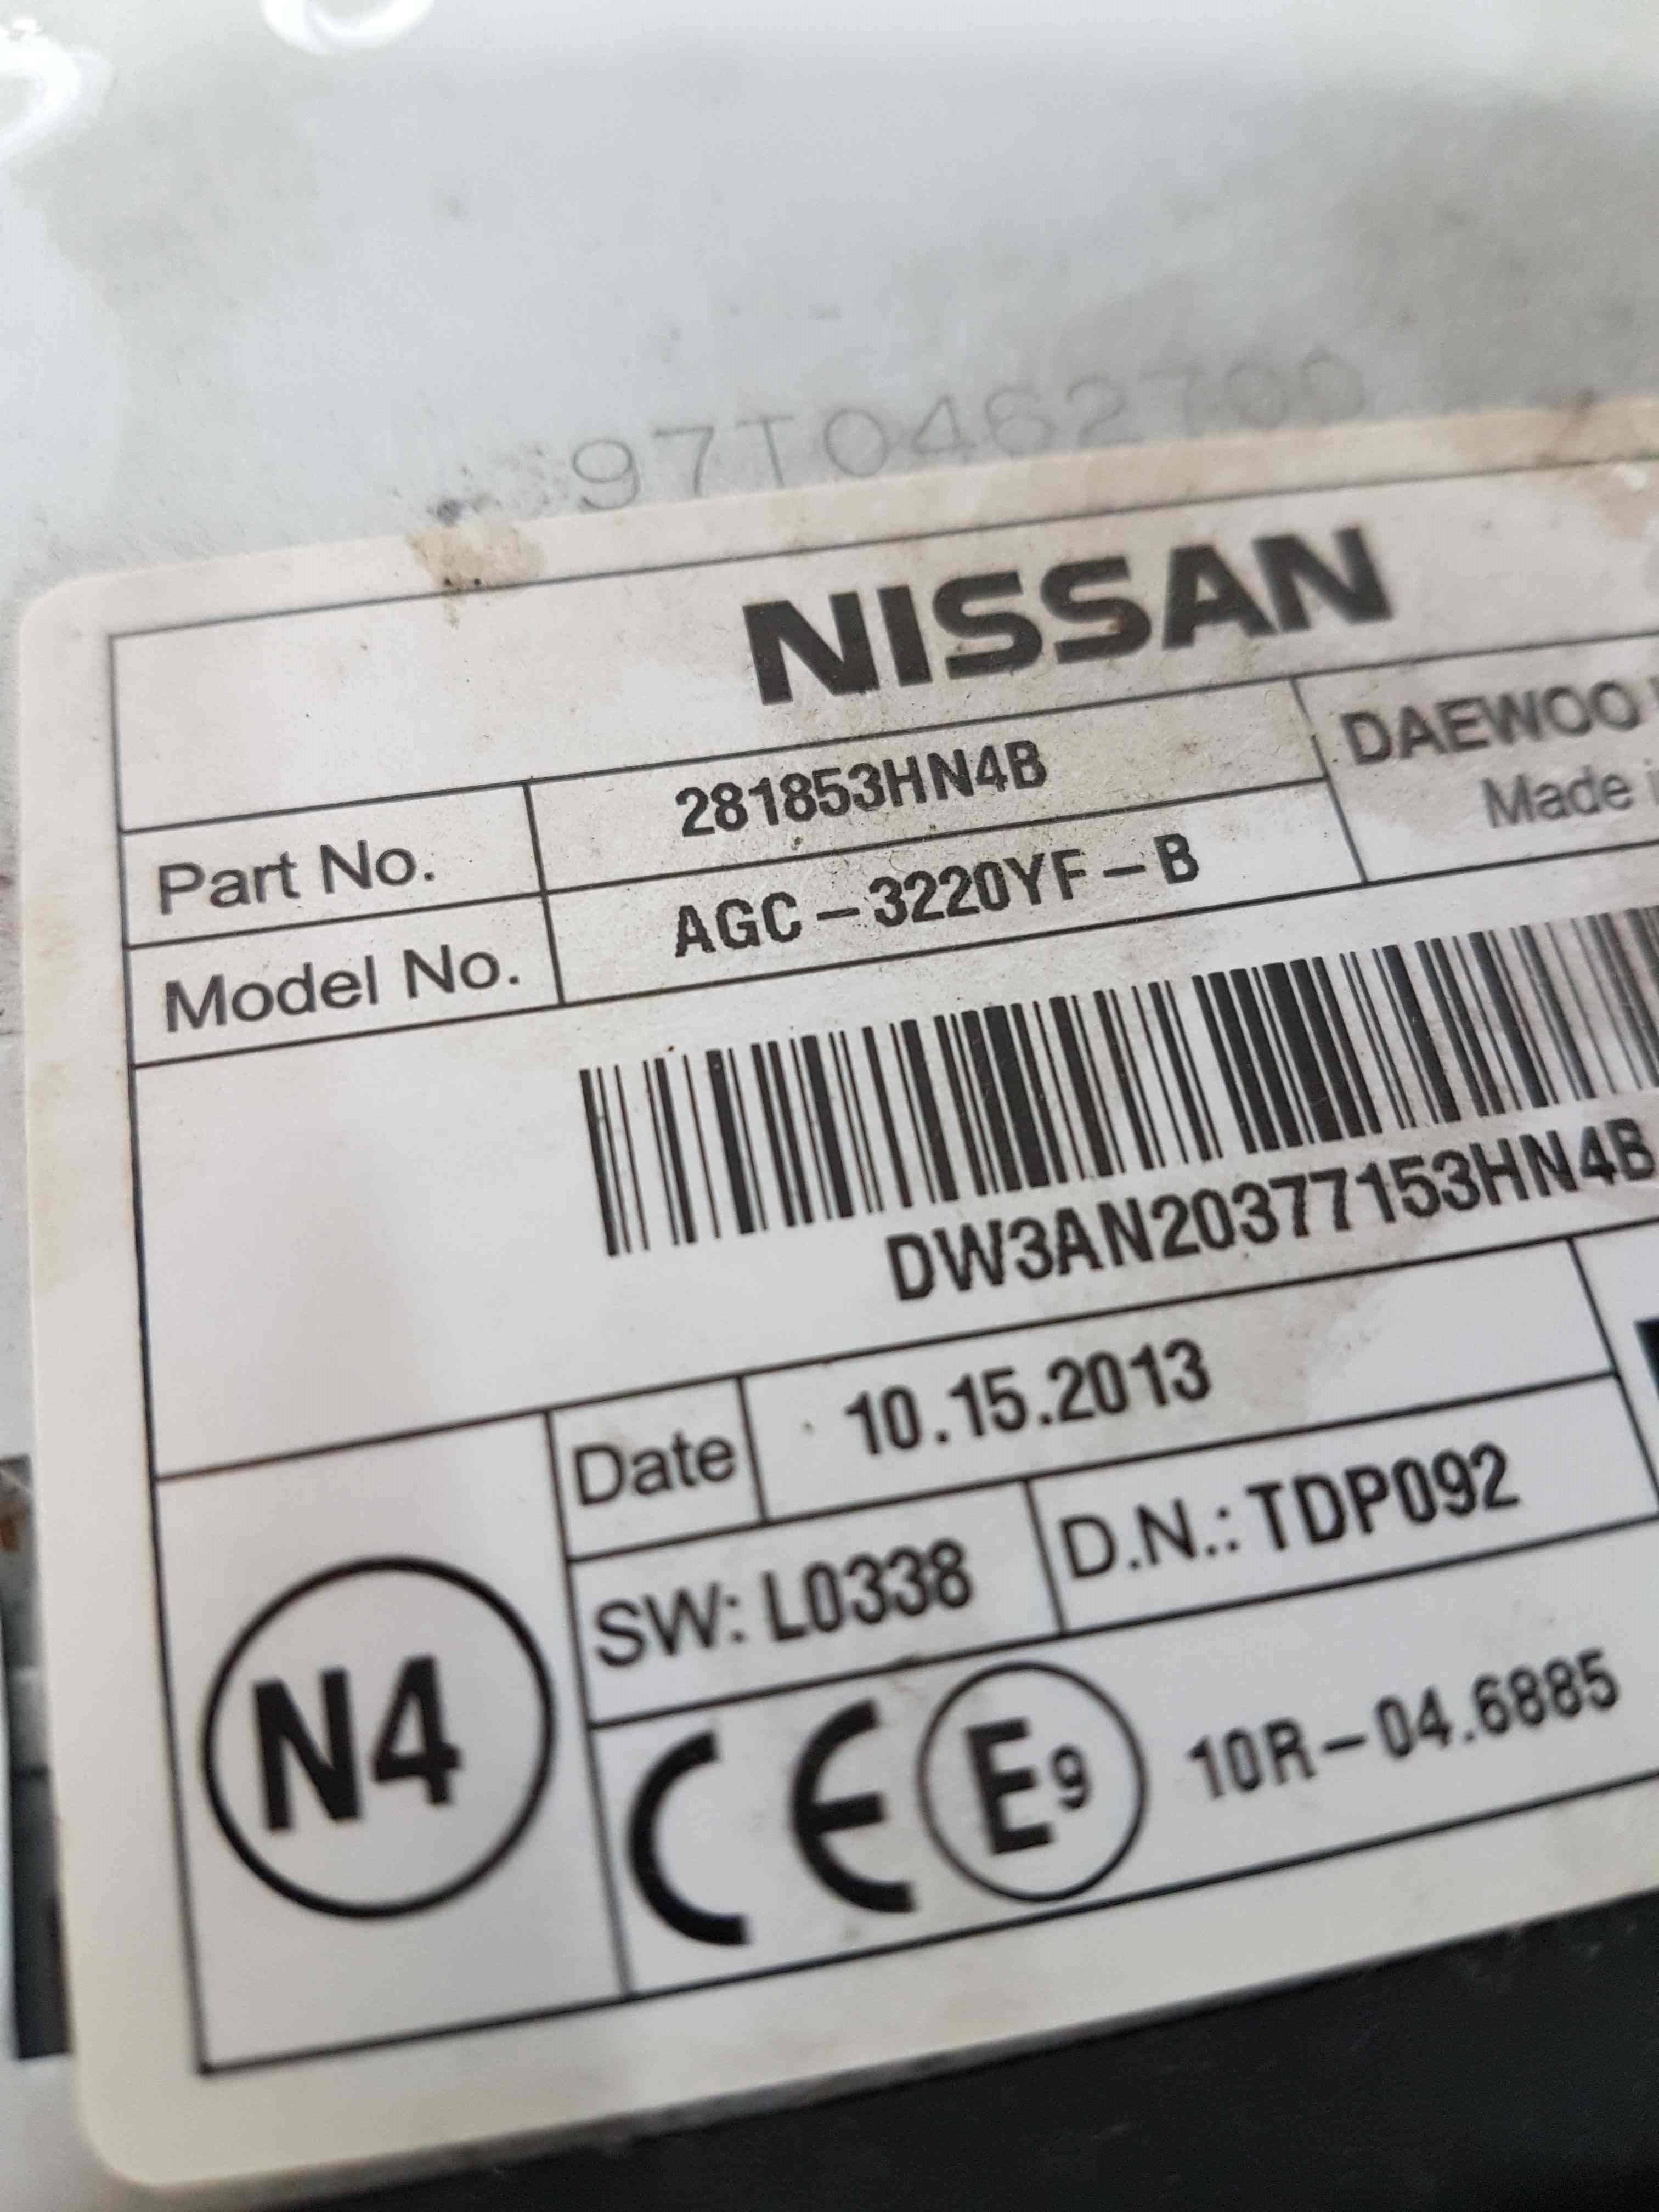 97T0462700
NISSAN
Part No. 281853HN4B DAEWOO
Model No. AGC-3220YF-B Made
DW3AN20377153HN4B
Date 10.15.2013
SW: L0338 D.N.: TDP092
N4
CE E9 10R-04.6885